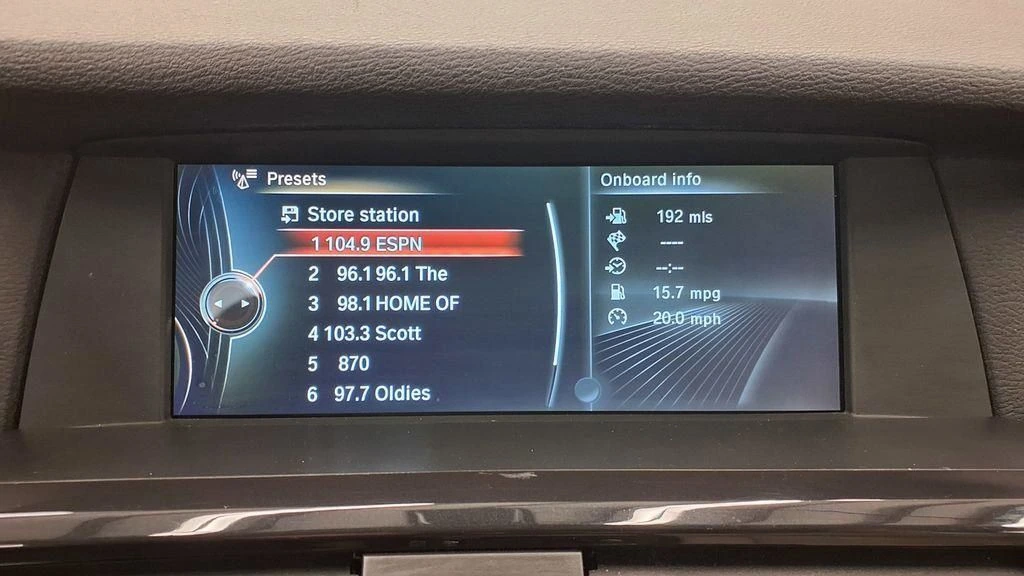 Presets
Store station
1 104.9 ESPN
2 96.1 96.1 The
3 98.1 HOME OF
4 103.3 Scott
5 870
6 97.7 Oldies
Onboard info
192 mls
----
--:--
15.7 mpg
20.0 mph